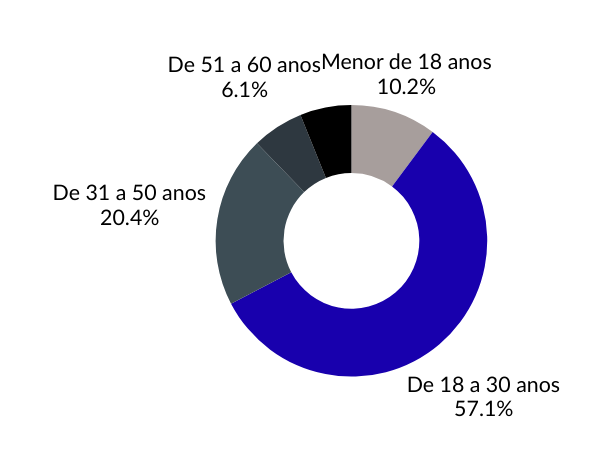 De 51 a 60 anos
6.1%
Menor de 18 anos
10.2%
De 31 a 50 anos
20.4%
De 18 a 30 anos
57.1%